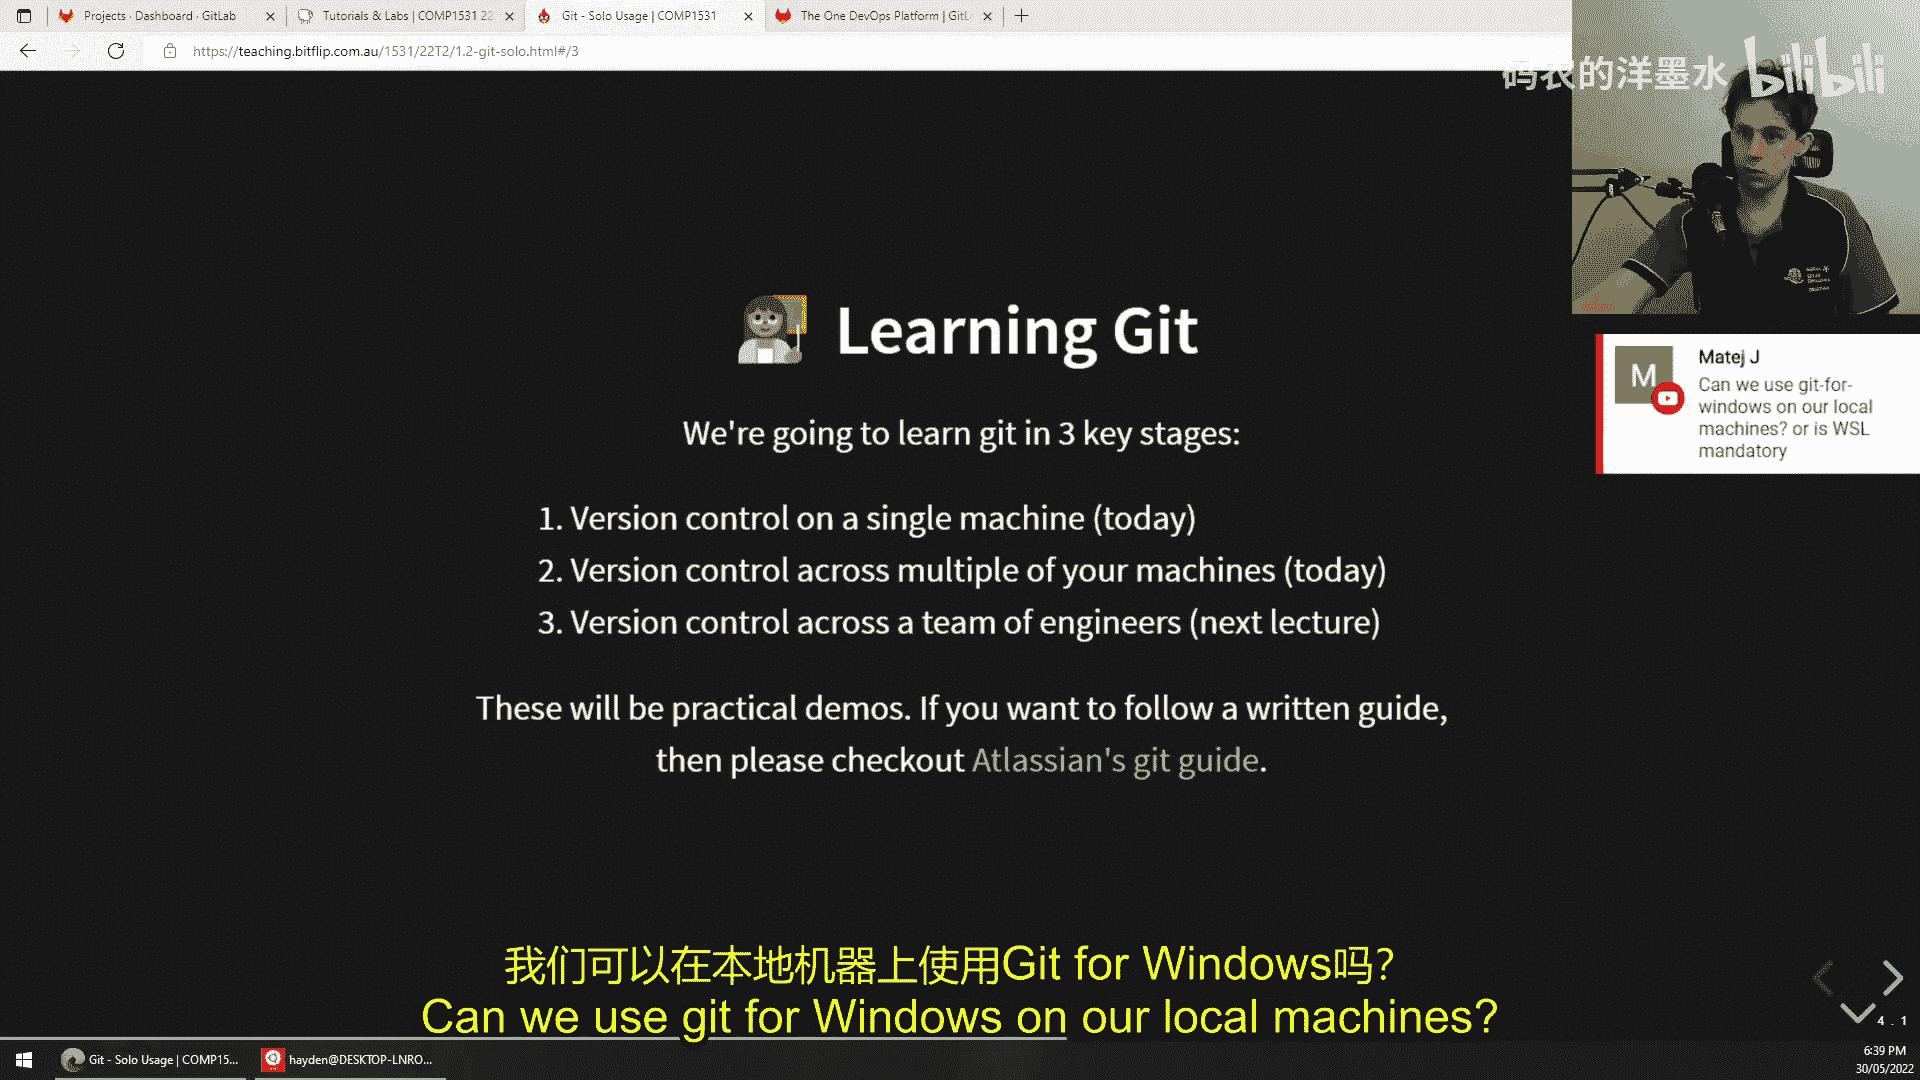 Projects · Dashboard · GitLab
Tutorials & Labs | COMP1531 22
Git - Solo Usage | COMP1531
The One DevOps Platform | GitL
https://teaching.bitflip.com.au/1531/22T2/1.2-git-solo.html#/3
码农的洋墨水 bilibili
Learning Git
We're going to learn git in 3 key stages:
1. Version control on a single machine (today)
2. Version control across multiple of your machines (today)
3. Version control across a team of engineers (next lecture)
These will be practical demos. If you want to follow a written guide,
then please checkout Atlassian's git guide.
M
Matej J
Can we use git-for-
windows on our local
machines? or is WSL
mandatory
我们可以在本地机器上使用Git for Windows吗？
Can we use git for Windows on our local machines?
4 . 1
Git - Solo Usage | COMP15...
hayden@DESKTOP-LNRO...
6:39 PM
30/05/2022